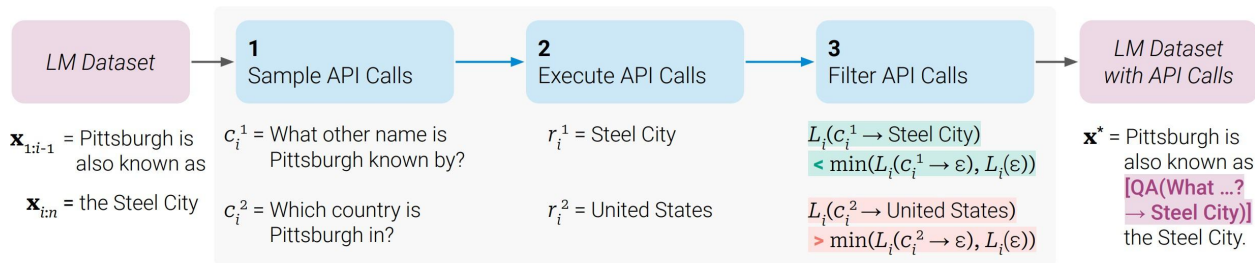 LM Dataset
1
Sample API Calls
2
Execute API Calls
3
Filter API Calls
LM Dataset
with API Calls
x1:i-1 = Pittsburgh is
also known as
xi:n = the Steel City
ci1 = What other name is
Pittsburgh known by?
ci2 = Which country is
Pittsburgh in?
ri1 = Steel City
ri2 = United States
Li(ci1 → Steel City)
< min(Li(ci1 → ε), Li(ε))
Li(ci2 → United States)
> min(Li(ci2 → ε), Li(ε))
x* = Pittsburgh is
also known as
[QA(What ...?
→ Steel City)]
the Steel City.